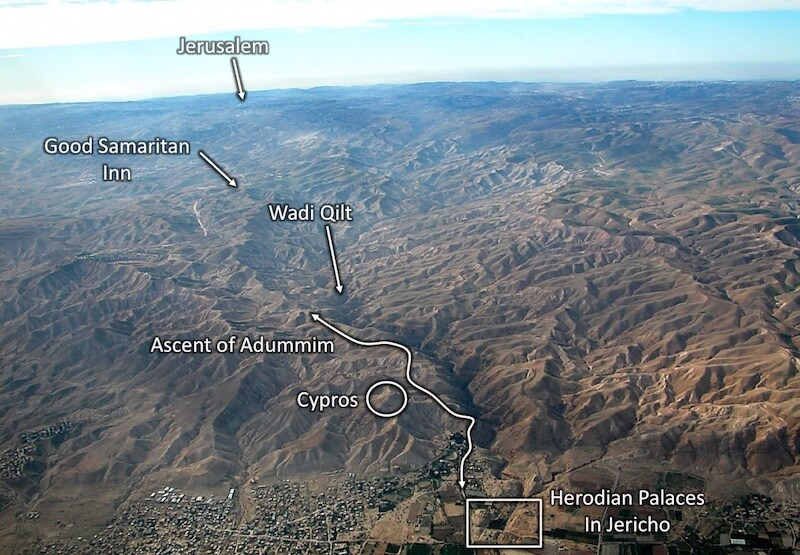 Jerusalem
Good Samaritan
Inn
Wadi Qilt
Ascent of Adummim
Cypros
Herodian Palaces
In Jericho